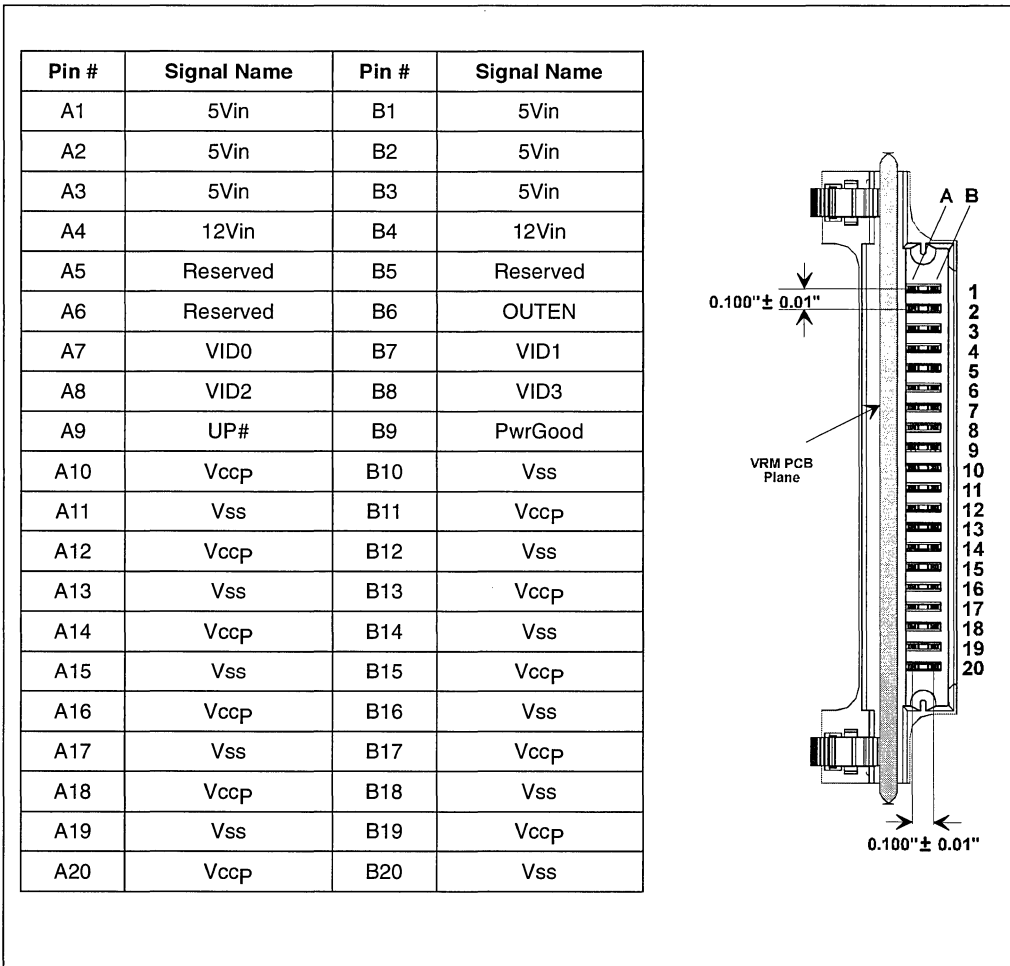 Pin # Signal Name Pin # Signal Name
A1 5Vin B1 5Vin
A2 5Vin B2 5Vin
A3 5Vin B3 5Vin
A4 12Vin B4 12Vin
A5 Reserved B5 Reserved
A6 Reserved B6 OUTEN
A7 VID0 B7 VID1
A8 VID2 B8 VID3
A9 UP# B9 PwrGood
A10 VccP B10 Vss
A11 Vss B11 VccP
A12 VccP B12 Vss
A13 Vss B13 VccP
A14 VccP B14 Vss
A15 Vss B15 VccP
A16 VccP B16 Vss
A17 Vss B17 VccP
A18 VccP B18 Vss
A19 Vss B19 VccP
A20 VccP B20 Vss
A B
0.100"± 0.01"
1
2
3
4
5
6
7
8
9
10
11
12
13
14
15
16
17
18
19
20
VRM PCB
Plane
0.100"± 0.01"